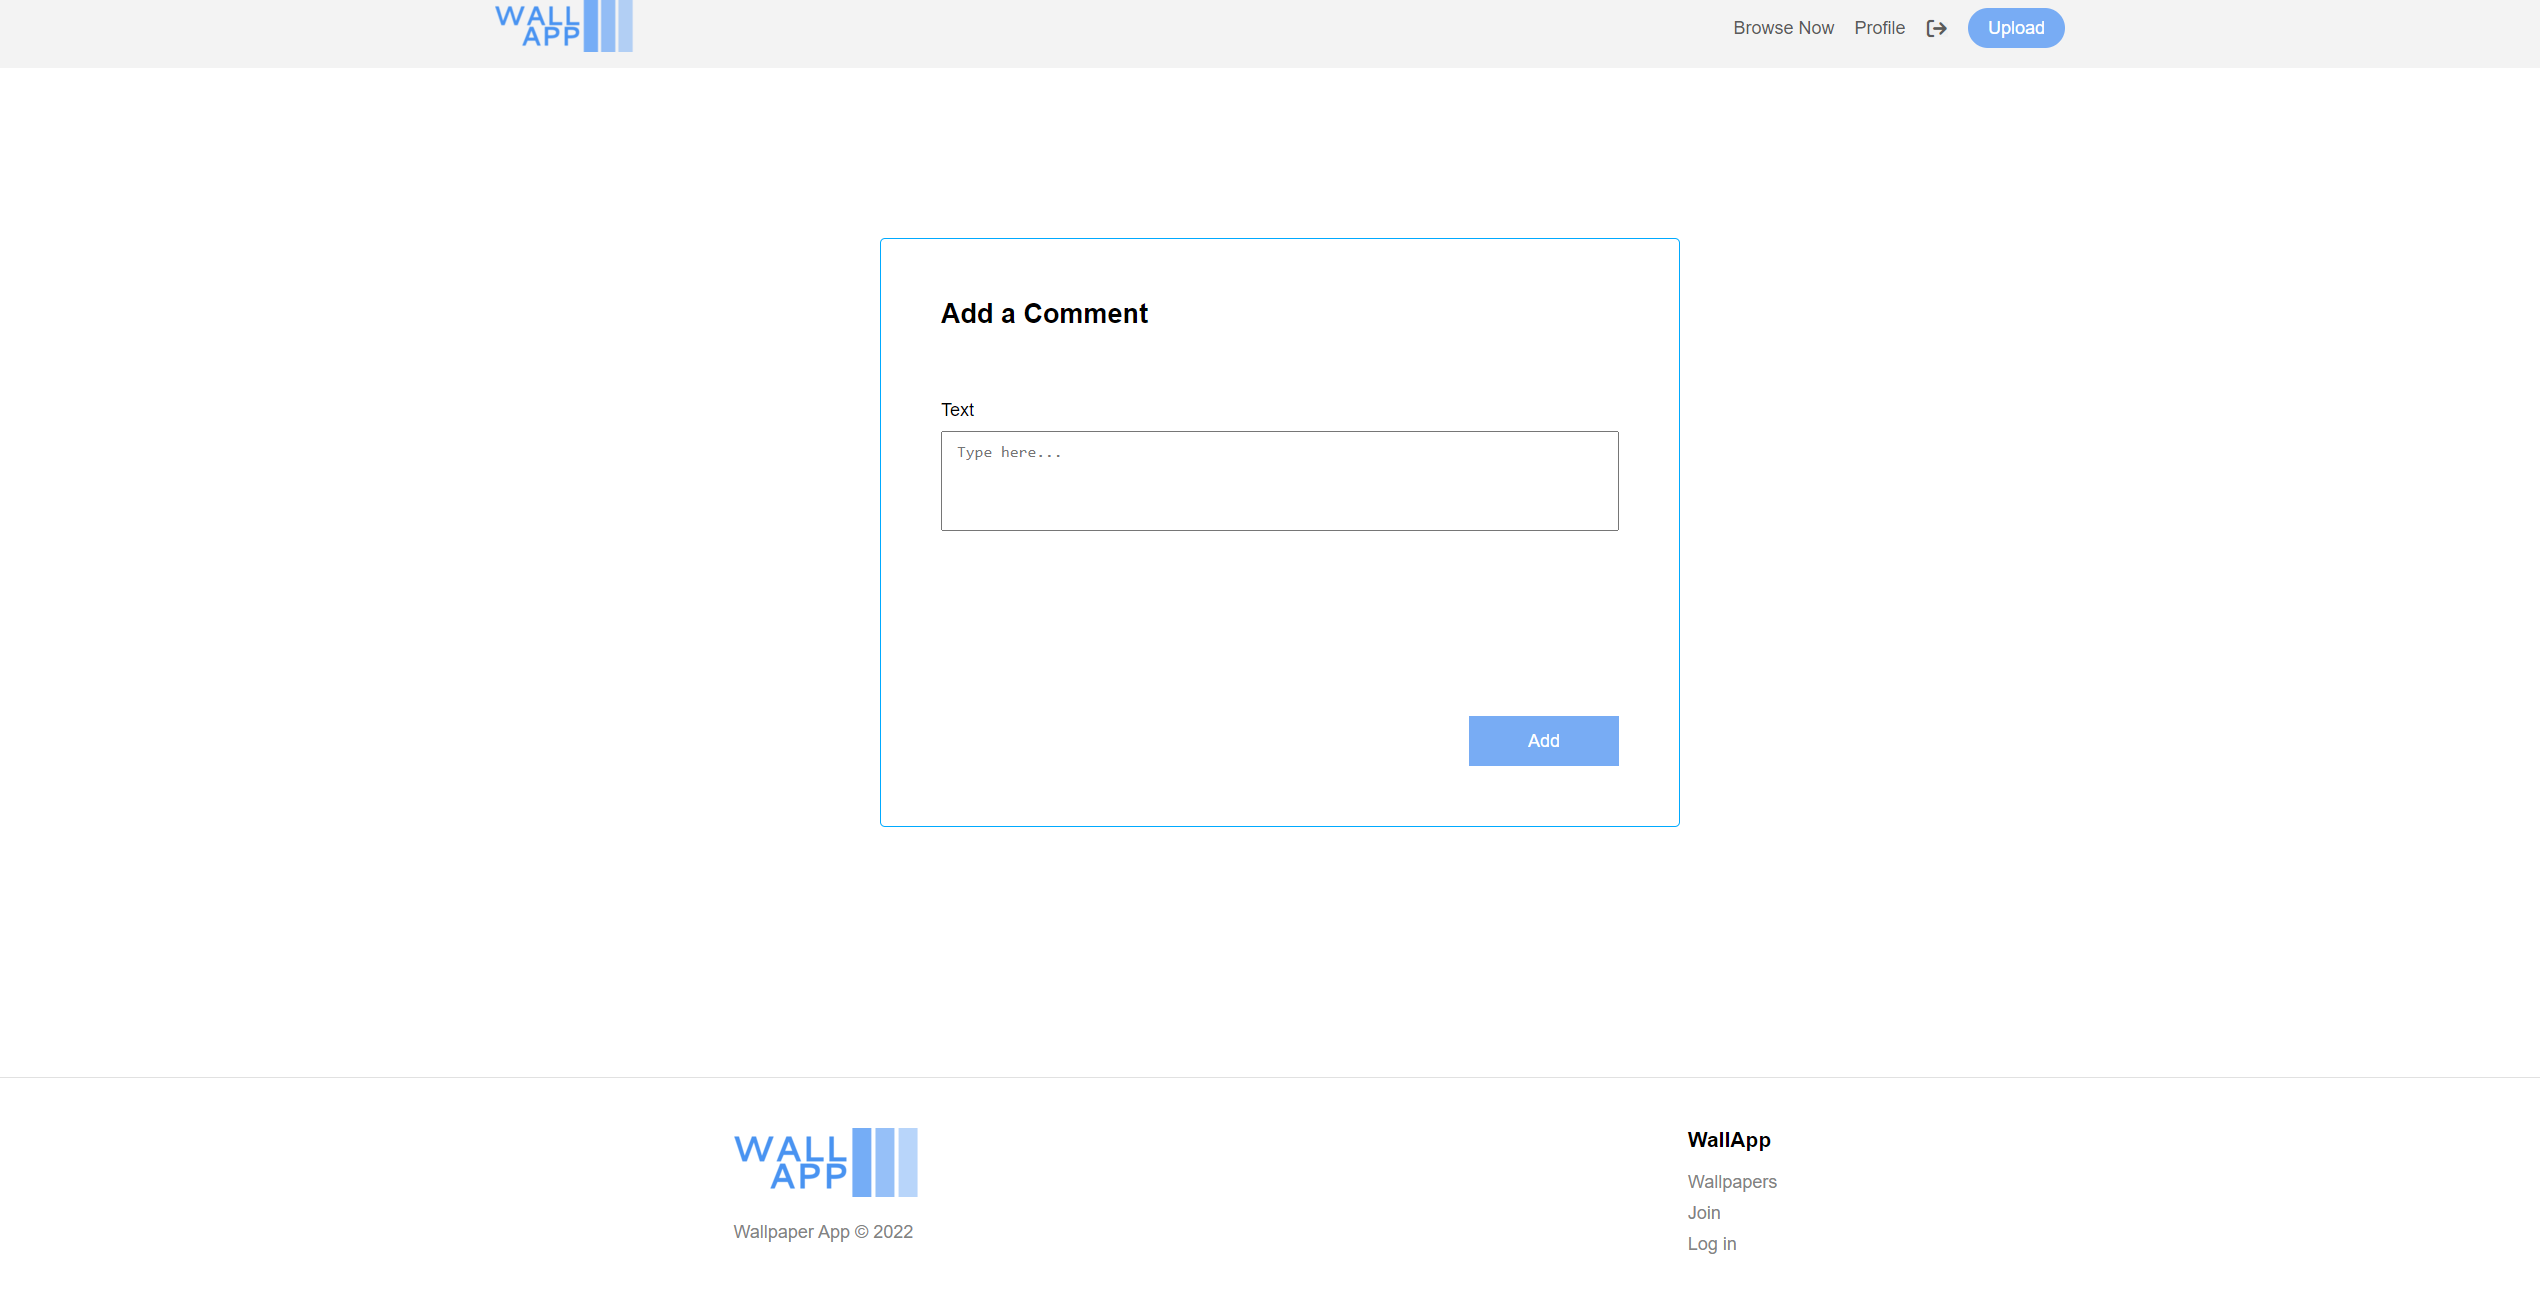 WALL
APP
Browse Now Profile Upload
Add a Comment
Text
Type here...
Add
WALL
APP
Wallpaper App © 2022
WallApp
Wallpapers
Join
Log in